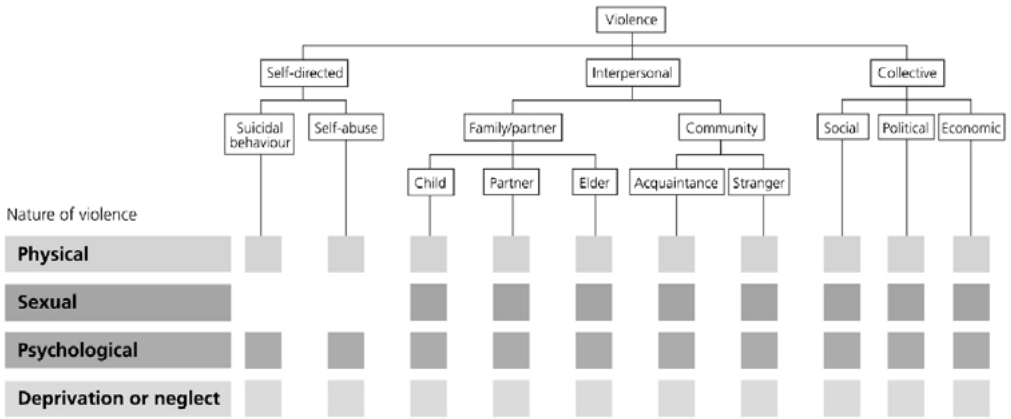 Violence
Self-directed
Interpersonal
Collective
Suicidal
behaviour
Self-abuse
Family/partner
Community
Social
Political
Economic
Child
Partner
Elder
Acquaintance
Stranger
Nature of violence
Physical
Sexual
Psychological
Deprivation or neglect